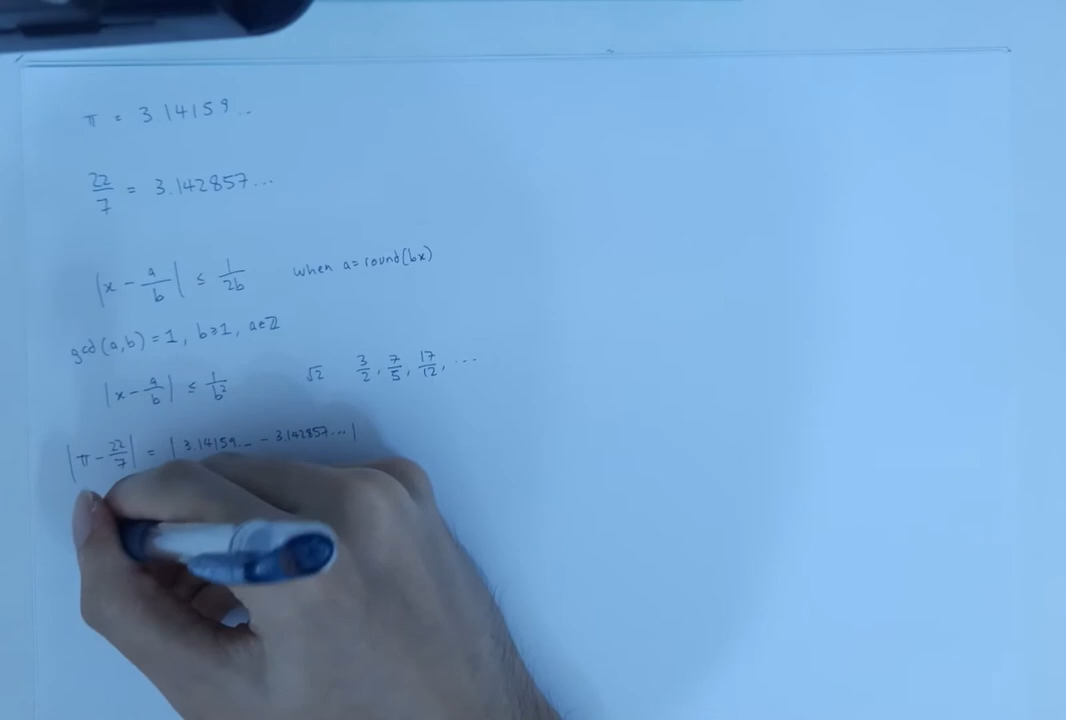 π = 3.14159..
22/7 = 3.142857...
|x - a/b| ≤ 1/2b when a=round(bx)
gcd(a,b) = 1, b≥1, a∈ℤ
|x - a/b| ≤ 1/b² √2 3/2, 7/5, 17/12, ...
|π - 22/7| = |3.14159... - 3.142857...|